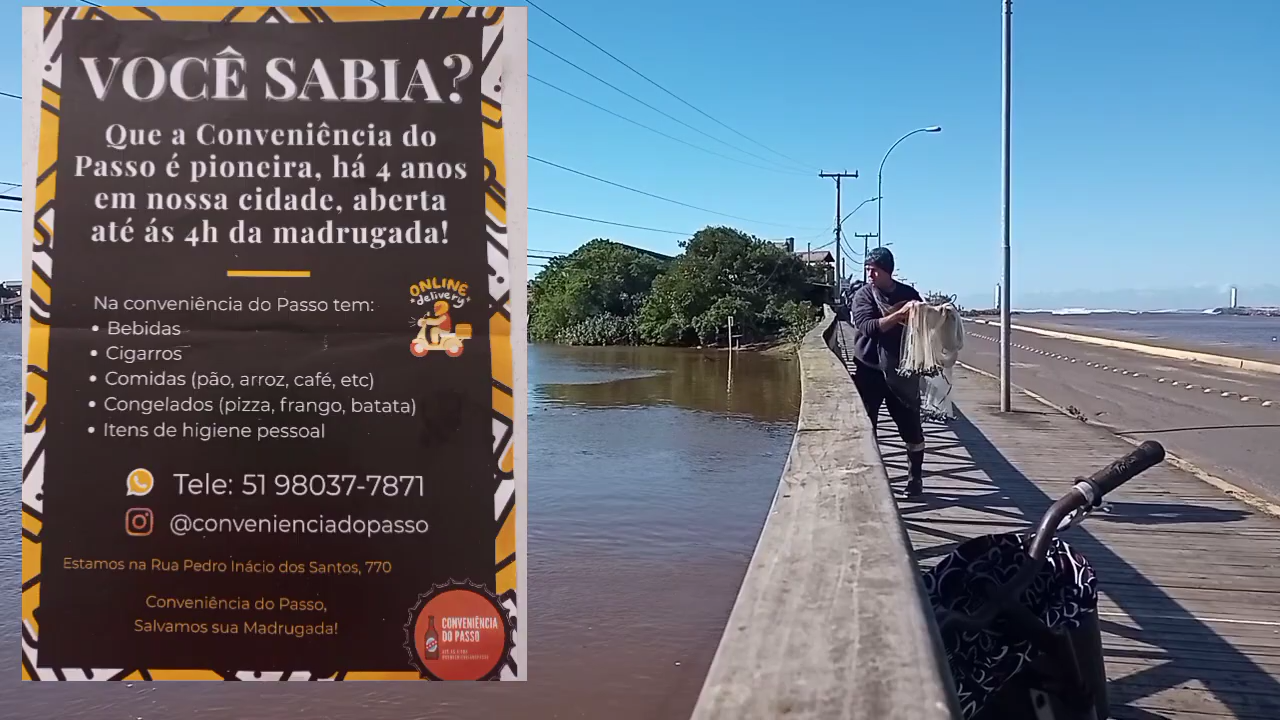 VOCÊ SABIA?
Que a Conveniência do
Passo é pioneira, há 4 anos
em nossa cidade, aberta
até ás 4h da madrugada!
ONLINE
delivery
Na conveniência do Passo tem:
• Bebidas
• Cigarros
• Comidas (pão, arroz, café, etc)
• Congelados (pizza, frango, batata)
• Itens de higiene pessoal
Tele: 51 98037-7871
@convenienciadopasso
Estamos na Rua Pedro Inácio dos Santos, 770
Conveniência do Passo,
Salvamos sua Madrugada!
CONVENIÊNCIA
DO PASSO